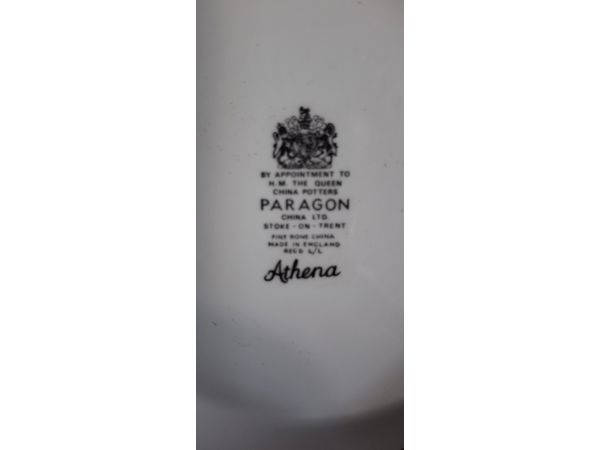 BY APPOINTMENT TO
H.M. THE QUEEN
CHINA POTTERS
PARAGON
CHINA LTD.
STOKE-ON-TRENT
FINE BONE CHINA
MADE IN ENGLAND
REG'D L/L
Athena